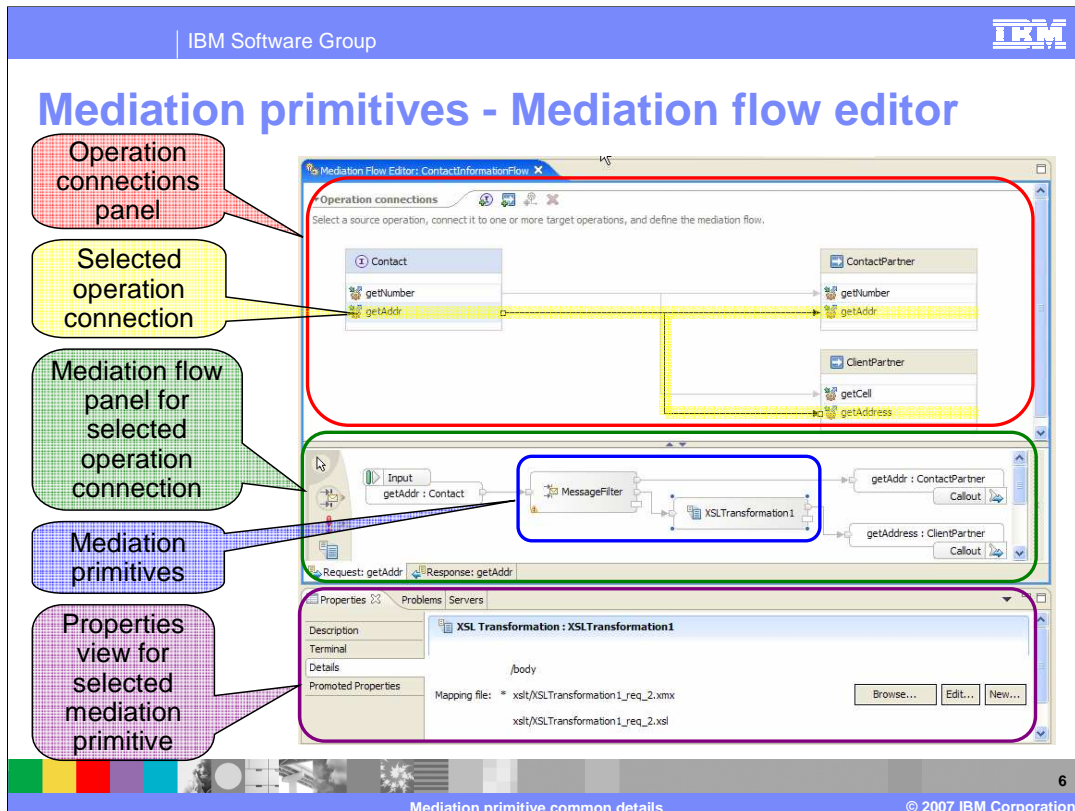 IBM Software Group
IBM
Mediation primitives - Mediation flow editor
Operation
connections
panel
Selected
operation
connection
Mediation flow
panel for
selected
operation
connection
Mediation
primitives
Properties
view for
selected
mediation
primitive
Mediation Flow Editor: ContactInformationFlow
Operation connections
Select a source operation, connect it to one or more target operations, and define the mediation flow.
Contact
getNumber
getAddr
ContactPartner
getNumber
getAddr
ClientPartner
getCell
getAddress
Input
getAddr : Contact
MessageFilter
XSLTransformation1
getAddr : ContactPartner
Callout
getAddress : ClientPartner
Callout
Request: getAddr
Response: getAddr
Properties
Problems
Servers
Description
Terminal
Details
Promoted Properties
XSL Transformation : XSLTransformation1
/body
Mapping file: * xslt/XSLTransformation1_req_2.xmx
Browse...
Edit...
New...
xslt/XSLTransformation1_req_2.xsl
6
Mediation primitive common details
© 2007 IBM Corporation